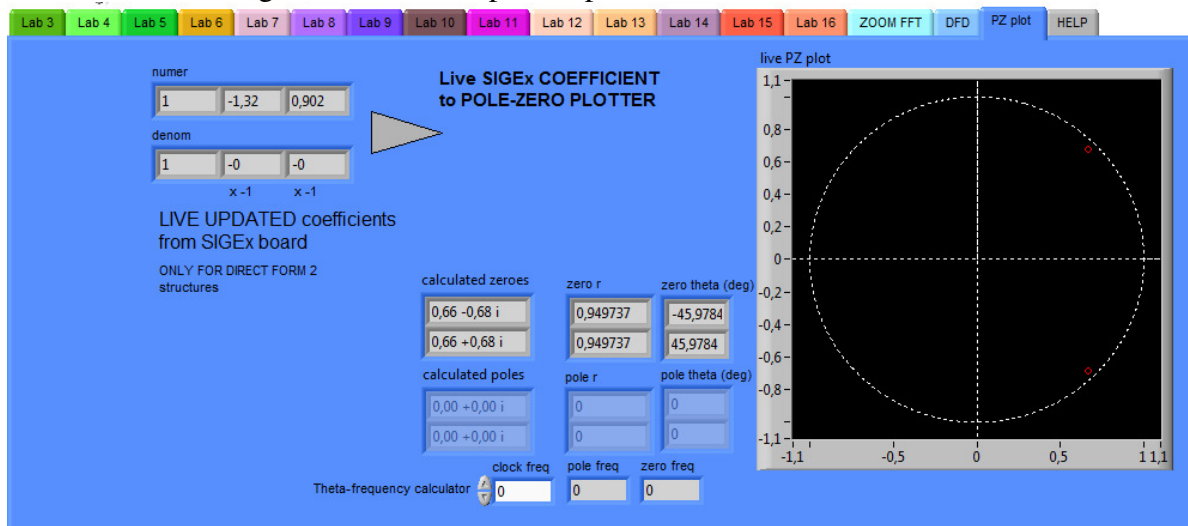 Lab 3 Lab 4 Lab 5 Lab 6 Lab 7 Lab 8 Lab 9 Lab 10 Lab 11 Lab 12 Lab 13 Lab 14 Lab 15 Lab 16 ZOOM FFT DFD PZ plot HELP
numer
1 -1,32 0,902
denom
1 -0 -0
x -1 x -1
Live SIGEx COEFFICIENT
to POLE-ZERO PLOTTER
LIVE UPDATED coefficients
from SIGEx board
ONLY FOR DIRECT FORM 2
structures
calculated zeroes zero r zero theta (deg)
0,66 -0,68 i 0,949737 -45,9784
0,66 +0,68 i 0,949737 45,9784
calculated poles pole r pole theta (deg)
0,00 +0,00 i 0 0
0,00 +0,00 i 0 0
clock freq pole freq zero freq
Theta-frequency calculator 0 0 0
live PZ plot
1,1
0,8
0,6
0,4
0,2
0
-0,2
-0,4
-0,6
-0,8
-1,1
-1,1 -0,5 0 0,5 1 1,1